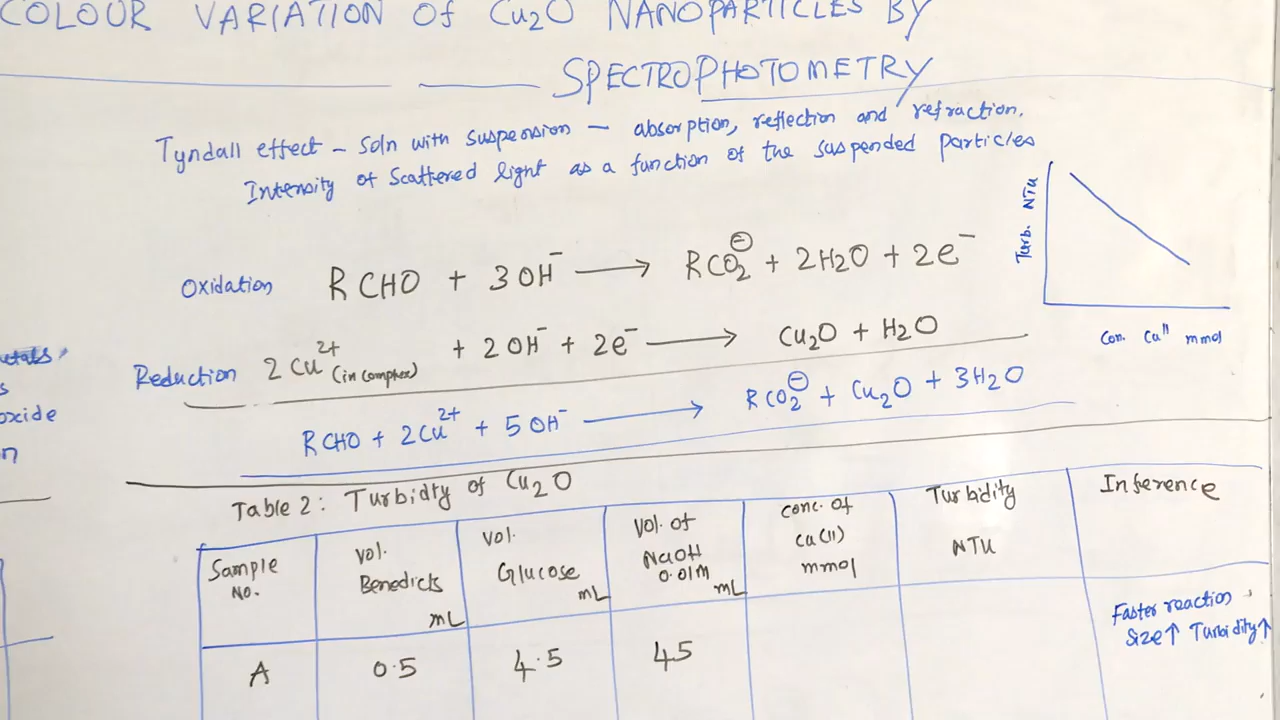 COLOUR VARIATION Of Cu2O NANOPARTICLES BY
SPECTROPHOTOMETRY
Tyndall effect – Soln with suspension – absorption, reflection and refraction.
Intensity of scattered light as a function of the suspended particles
Turb. NTU
Con. Cu" mmol
Oxidation RCHO + 3OH⁻ ⟶ RCO2⊖ + 2H2O + 2e⁻
Reduction 2Cu²⁺ (in complex) + 2OH⁻ + 2e⁻ ⟶ Cu2O + H2O
RCHO + 2Cu²⁺ + 5OH⁻ ⟶ RCO2⊖ + Cu2O + 3H2O
etals
s
oxide
n
Table 2: Turbidty of Cu2O
Sample No.
Vol. Benedicts mL
Vol. Glucose mL
Vol. of NaOH 0.01M mL
Conc. Of Cu(11) mmol
Turbidity NTU
Inference
A 0.5 4.5 45
Faster reaction
Size↑ Turbidity↑